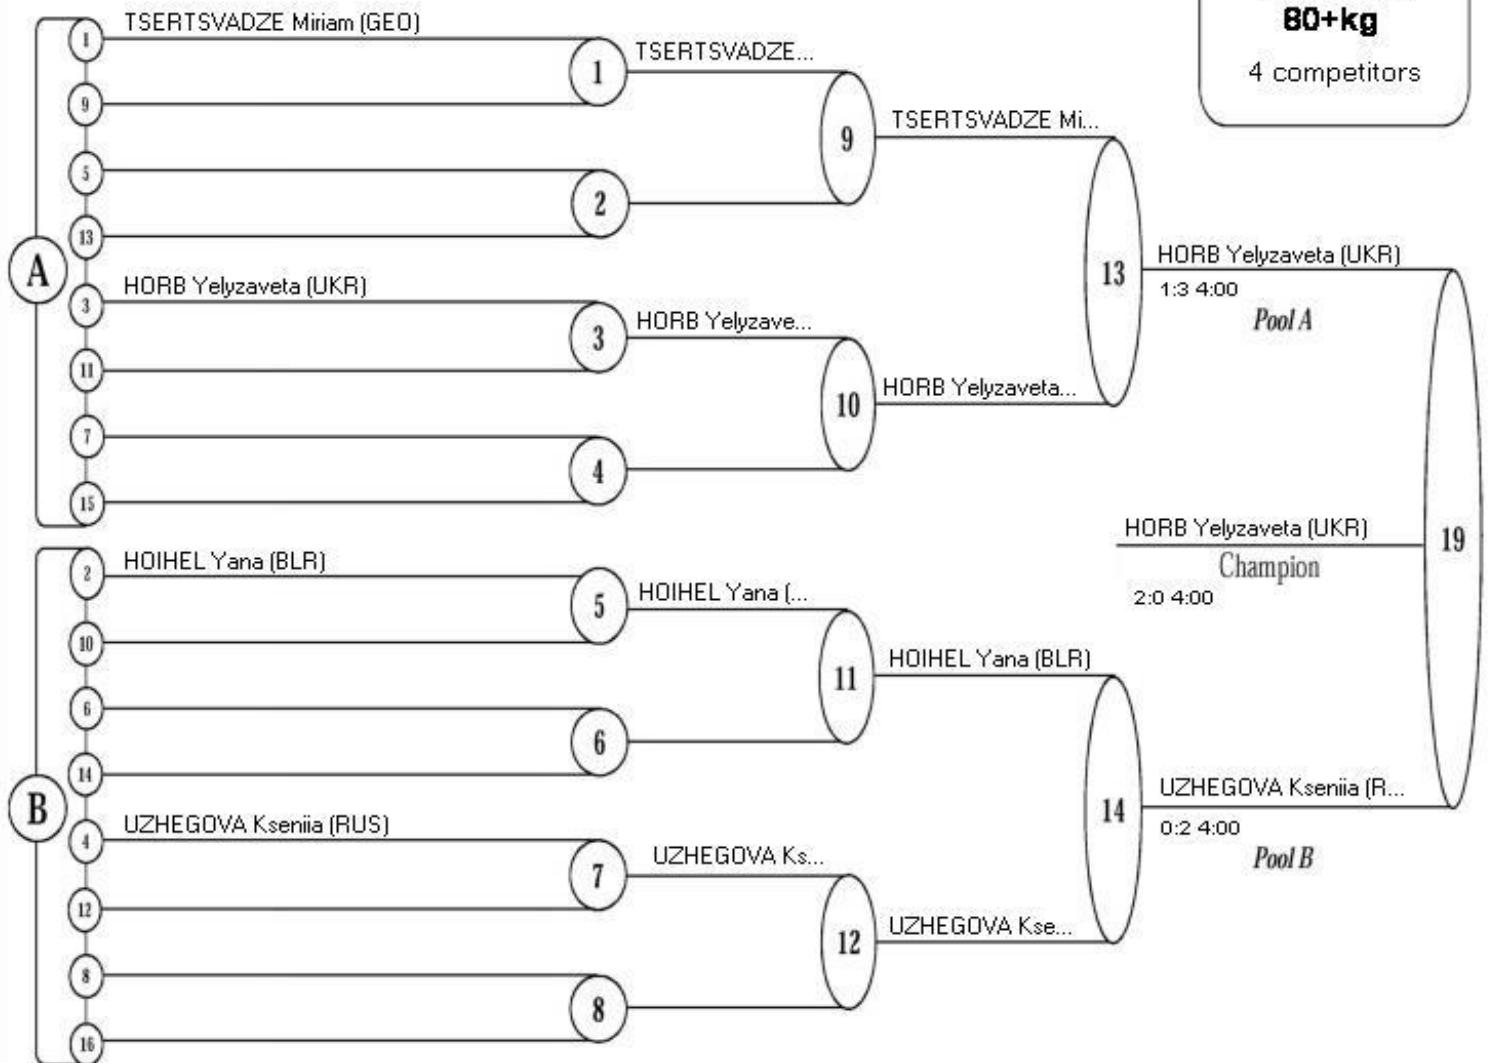 80+kg
4 competitors
A
1
TSERTSVADZE Miriam (GEO)
9
1
TSERTSVADZE...
5
13
2
9
TSERTSVADZE Mi...
3
HORB Yelyzaveta (UKR)
11
3
HORB Yelyzave...
7
15
4
10
HORB Yelyzaveta...
13
HORB Yelyzaveta (UKR)
1:3 4:00
Pool A
HORB Yelyzaveta (UKR)
Champion
2:0 4:00
19
B
2
HOIHEL Yana (BLR)
10
5
HOIHEL Yana (...
6
14
6
11
HOIHEL Yana (BLR)
4
UZHEGOVA Kseniia (RUS)
12
7
UZHEGOVA Ks...
8
16
8
12
UZHEGOVA Kse...
14
UZHEGOVA Kseniia (R...
0:2 4:00
Pool B